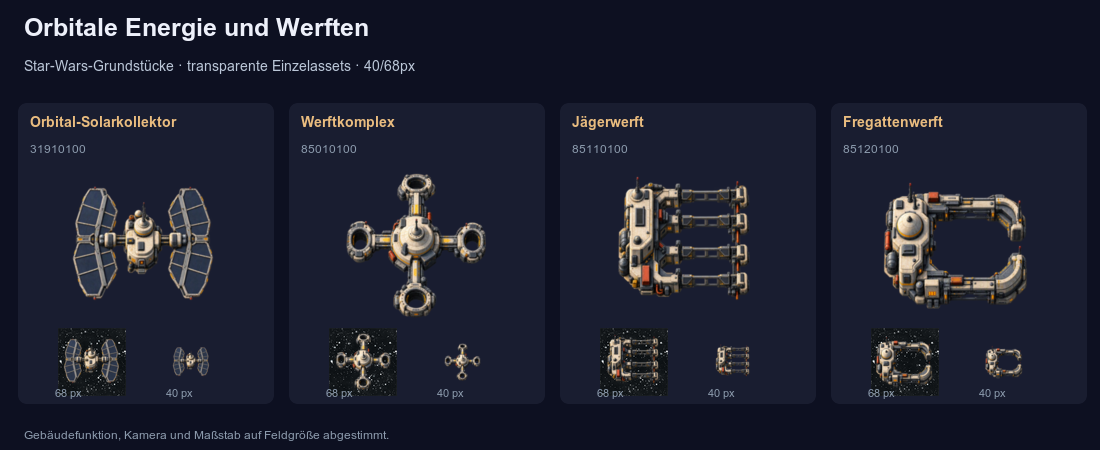 Orbitale Energie und Werften
Star-Wars-Grundstücke · transparente Einzelassets · 40/68px
Orbital-Solarkollektor
31910100
68 px
40 px
Werftkomplex
85010100
68 px
40 px
Jägerwerft
85110100
68 px
40 px
Fregattenwerft
85120100
68 px
40 px
Gebäudefunktion, Kamera und Maßstab auf Feldgröße abgestimmt.